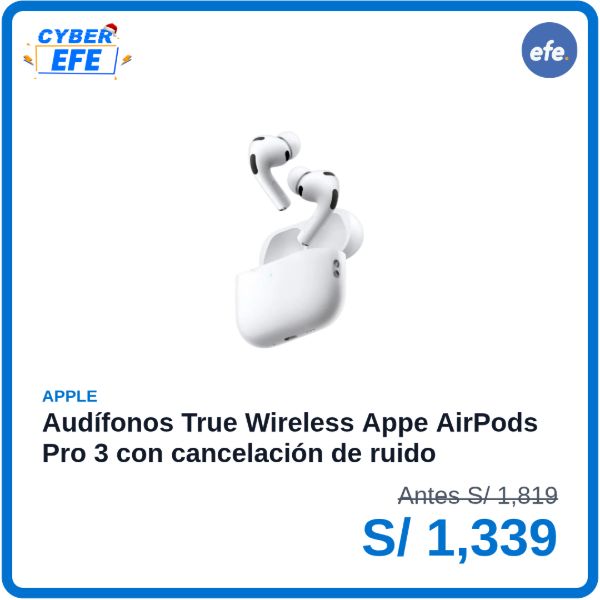 CYBER
EFE
efe.
APPLE
Audífonos True Wireless Appe AirPods
Pro 3 con cancelación de ruido
Antes S/ 1,819
S/ 1,339